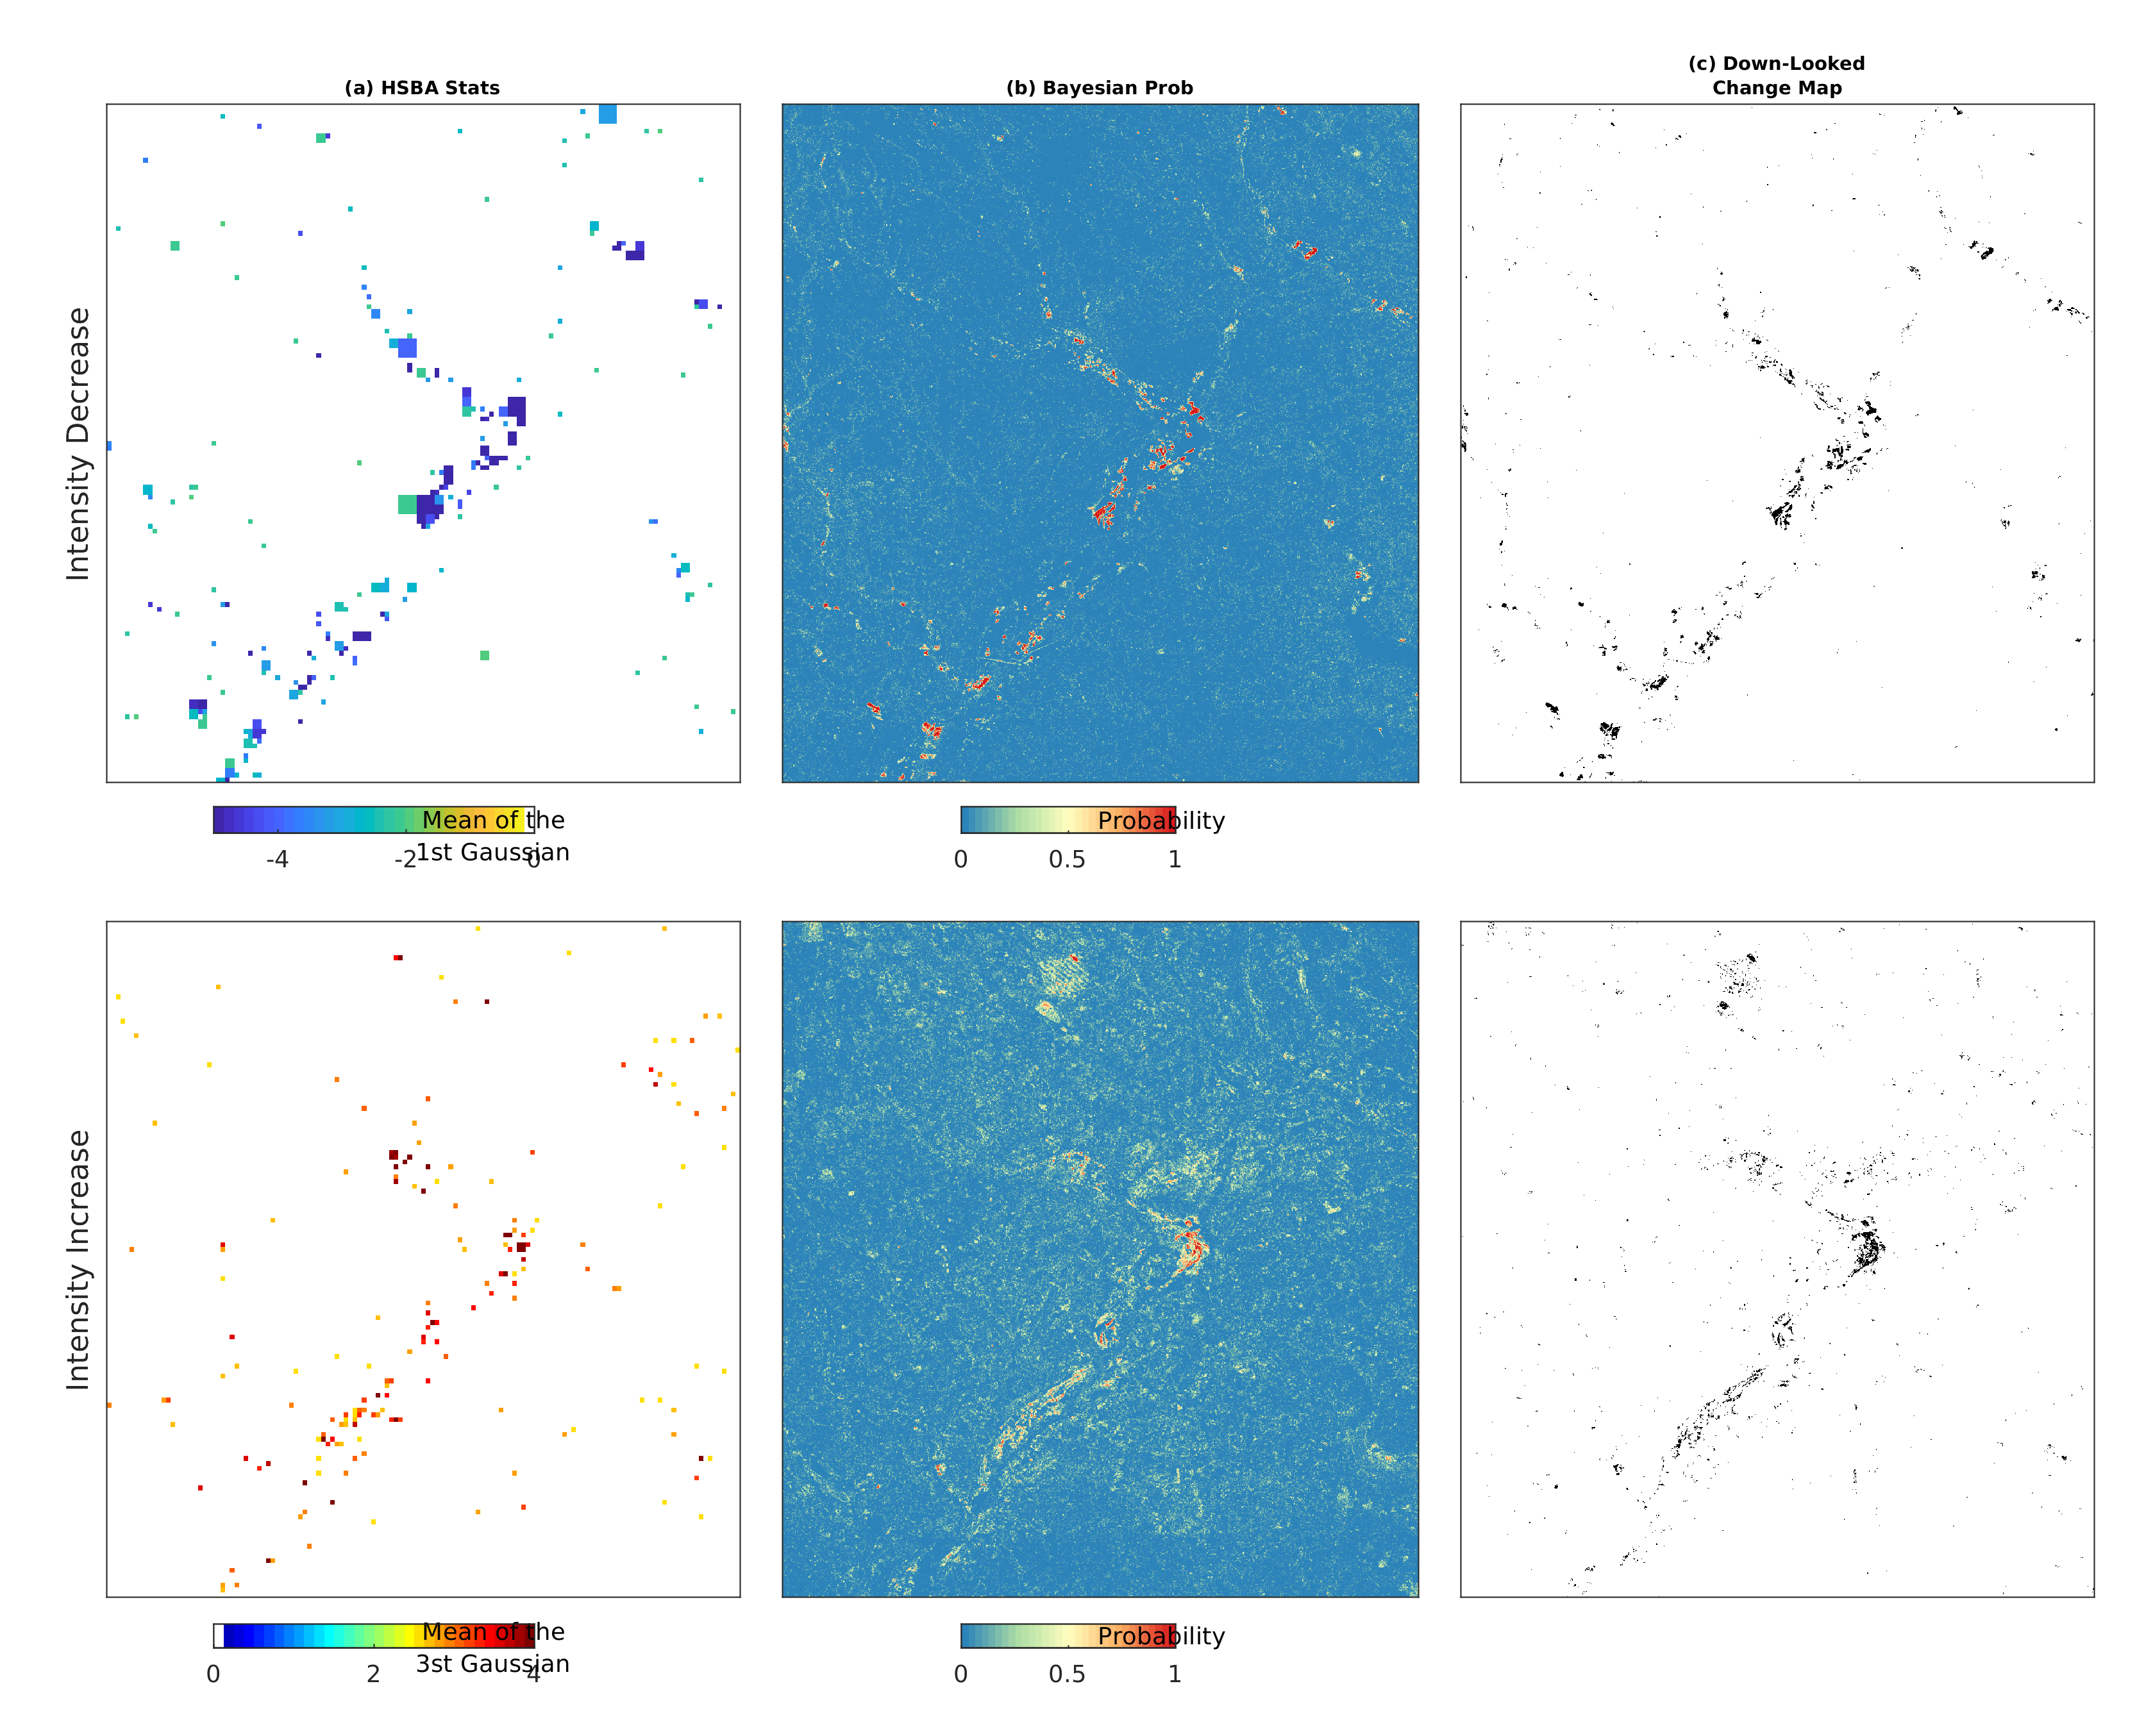 (a) HSBA Stats
(b) Bayesian Prob
(c) Down-Looked
Change Map
Intensity Decrease
Mean of the
1st Gaussian
-4 -2 0
Probability
0 0.5 1
Intensity Increase
Mean of the
3st Gaussian
0 2 4
Probability
0 0.5 1